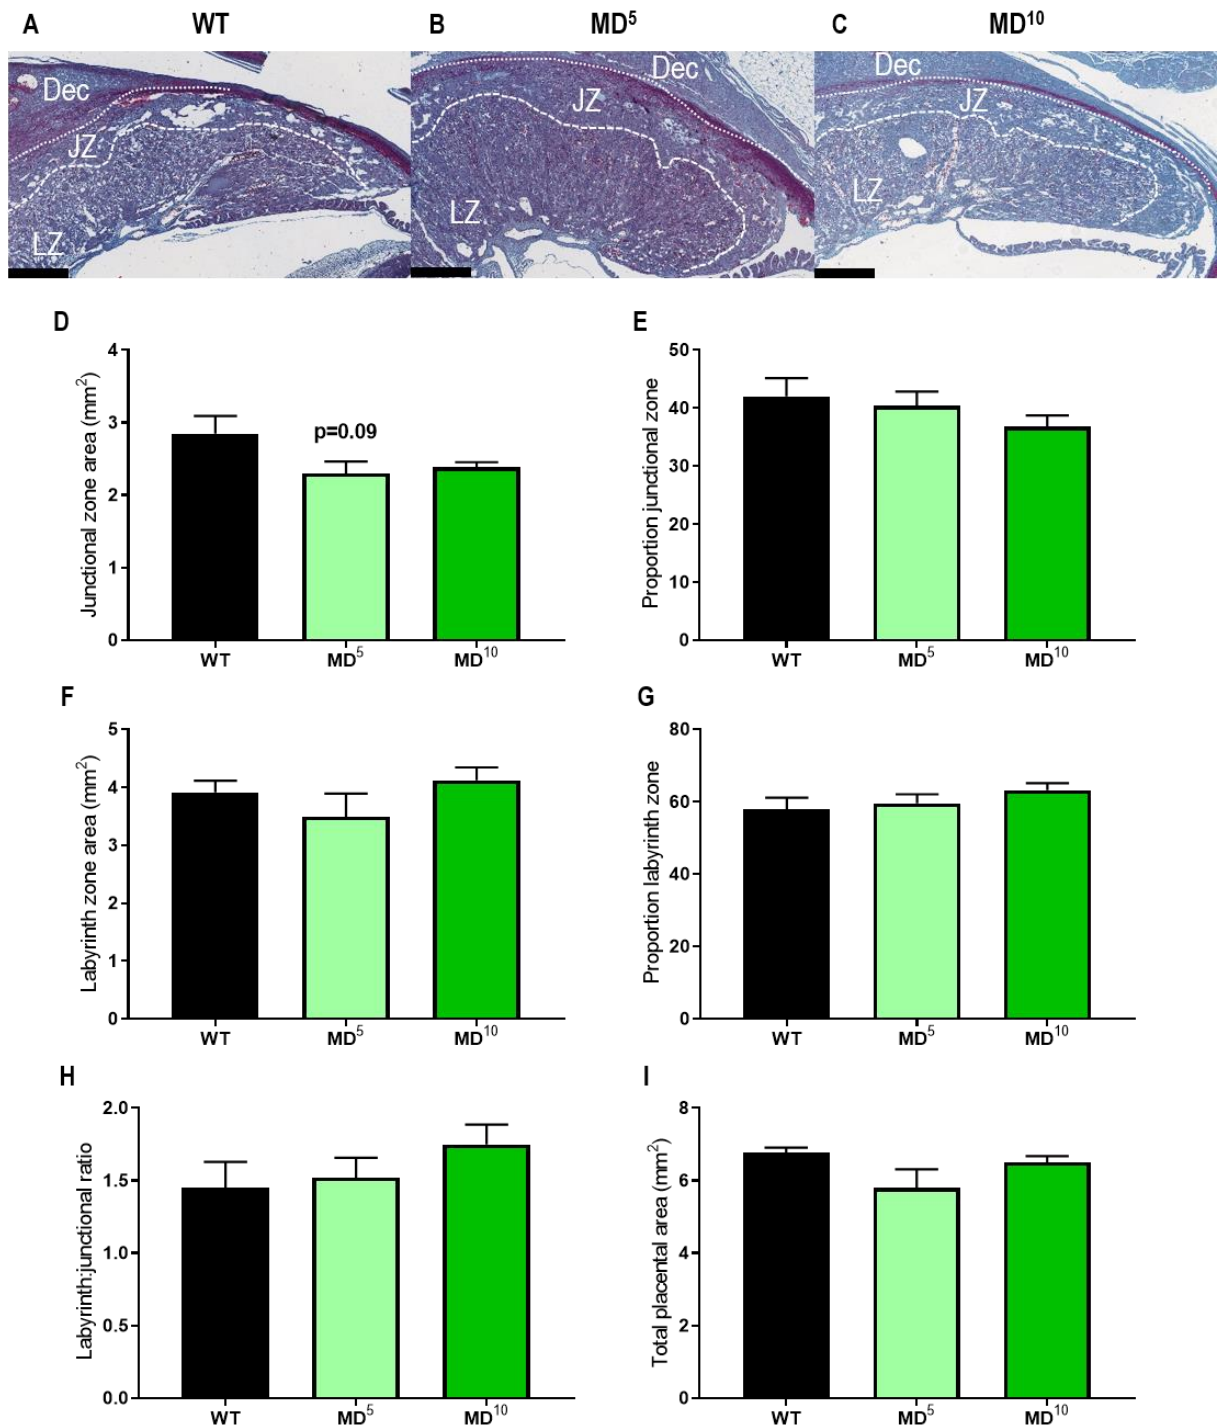 A WT B MD⁵ C MD¹⁰
Dec JZ LZ
Dec JZ LZ
Dec JZ LZ
D
Junctional zone area (mm²)
4
3
2
1
0
p=0.09
WT MD⁵ MD¹⁰
E
Proportion junctional zone
50
40
30
20
10
0
WT MD⁵ MD¹⁰
F
Labyrinth zone area (mm²)
5
4
3
2
1
0
WT MD⁵ MD¹⁰
G
Proportion labyrinth zone
80
60
40
20
0
WT MD⁵ MD¹⁰
H
Labyrinth:junctional ratio
2.0
1.5
1.0
0.5
0.0
WT MD⁵ MD¹⁰
I
Total placental area (mm²)
8
6
4
2
0
WT MD⁵ MD¹⁰